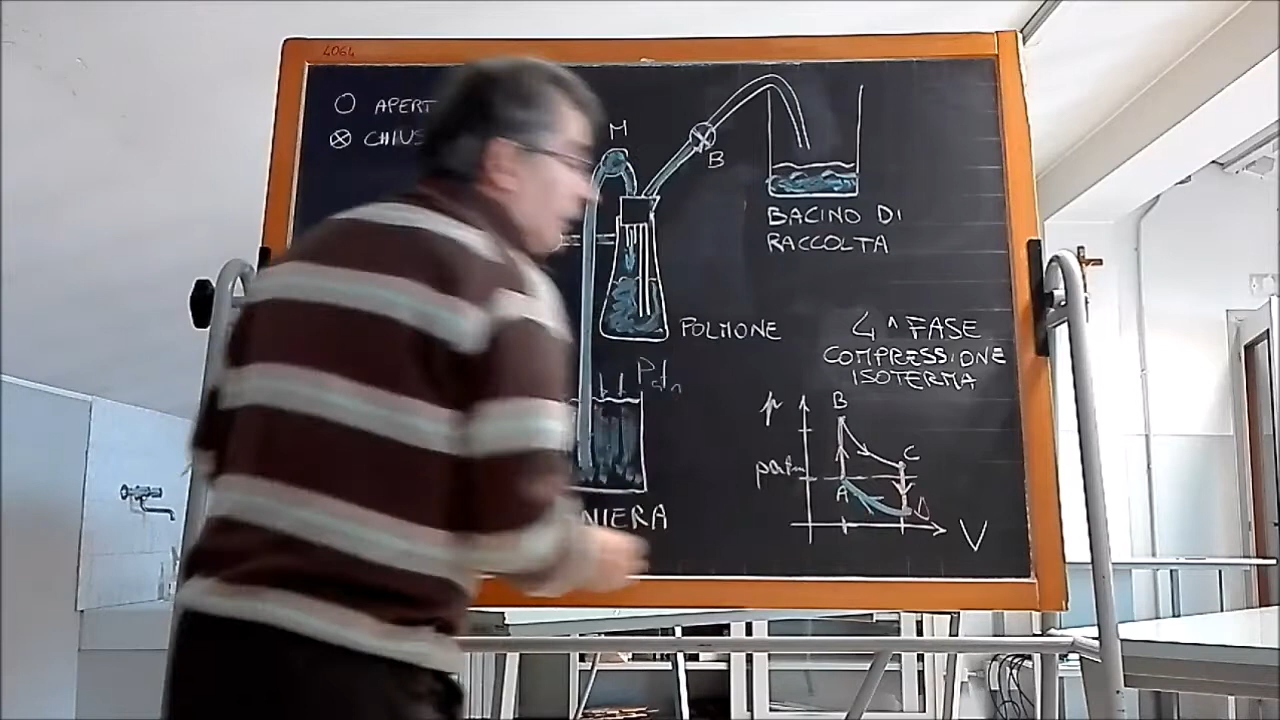 4064
APERT
CHIUS
M
B
BACINO DI
RACCOLTA
POLMONE
Patm
NIERA
4^ FASE
COMPRESSIONE
ISOTERMA
B
p
C
patm
A
D
V